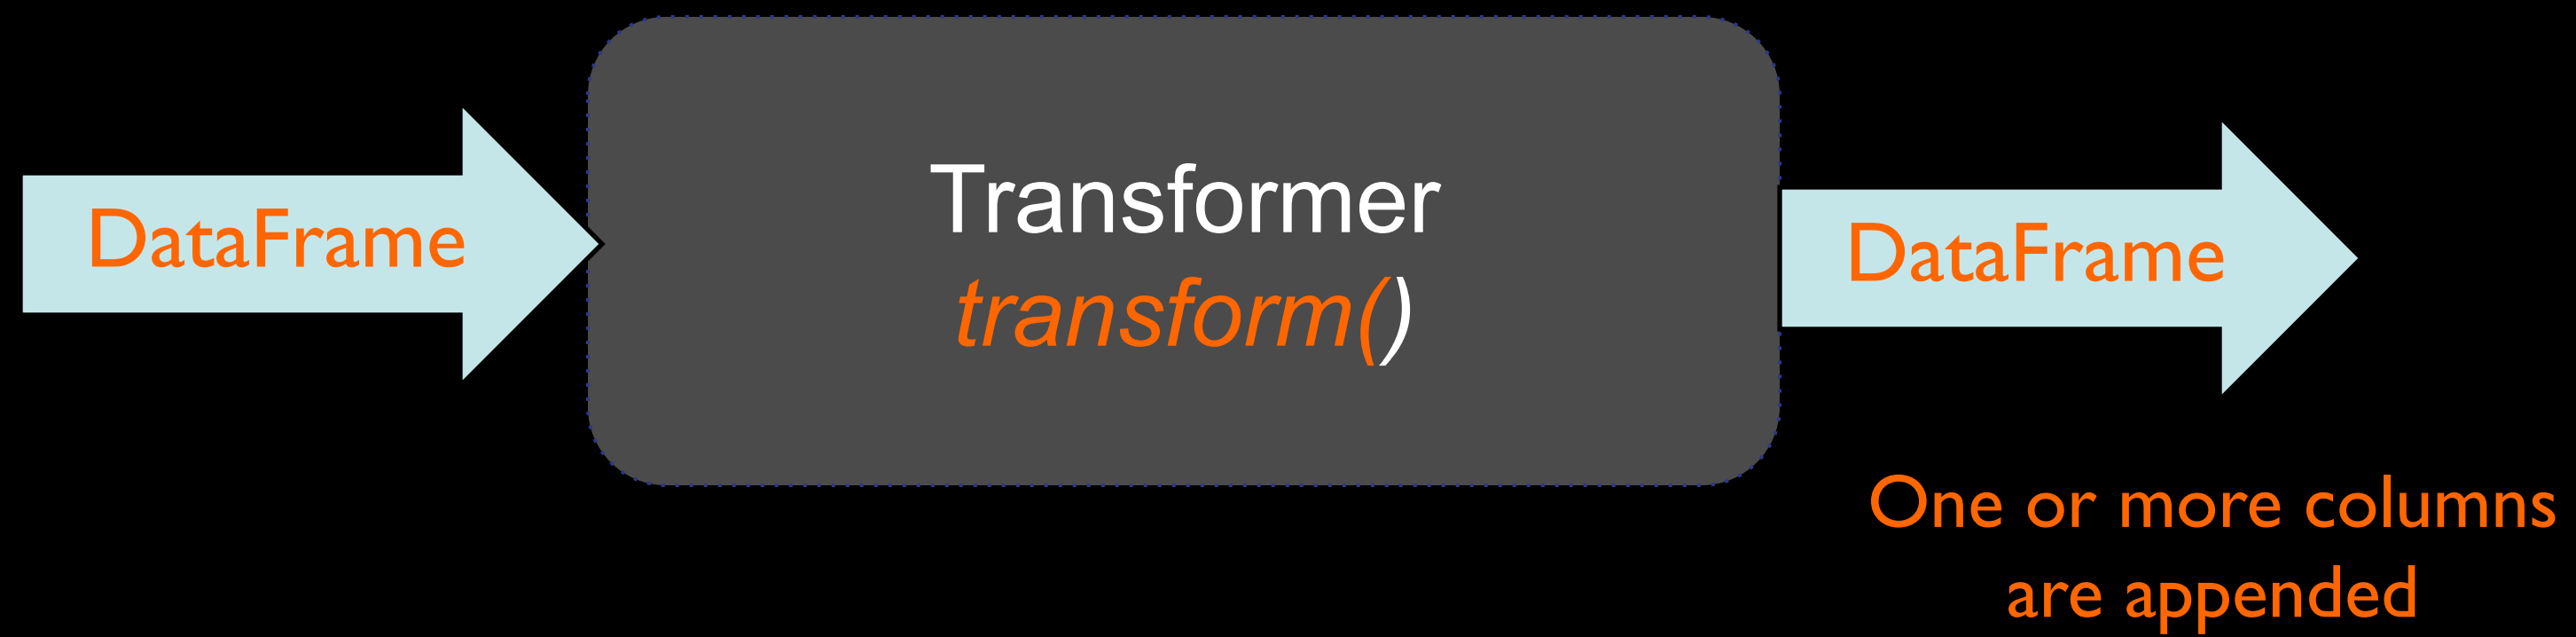 DataFrame
Transformer
transform()
DataFrame
One or more columns
are appended